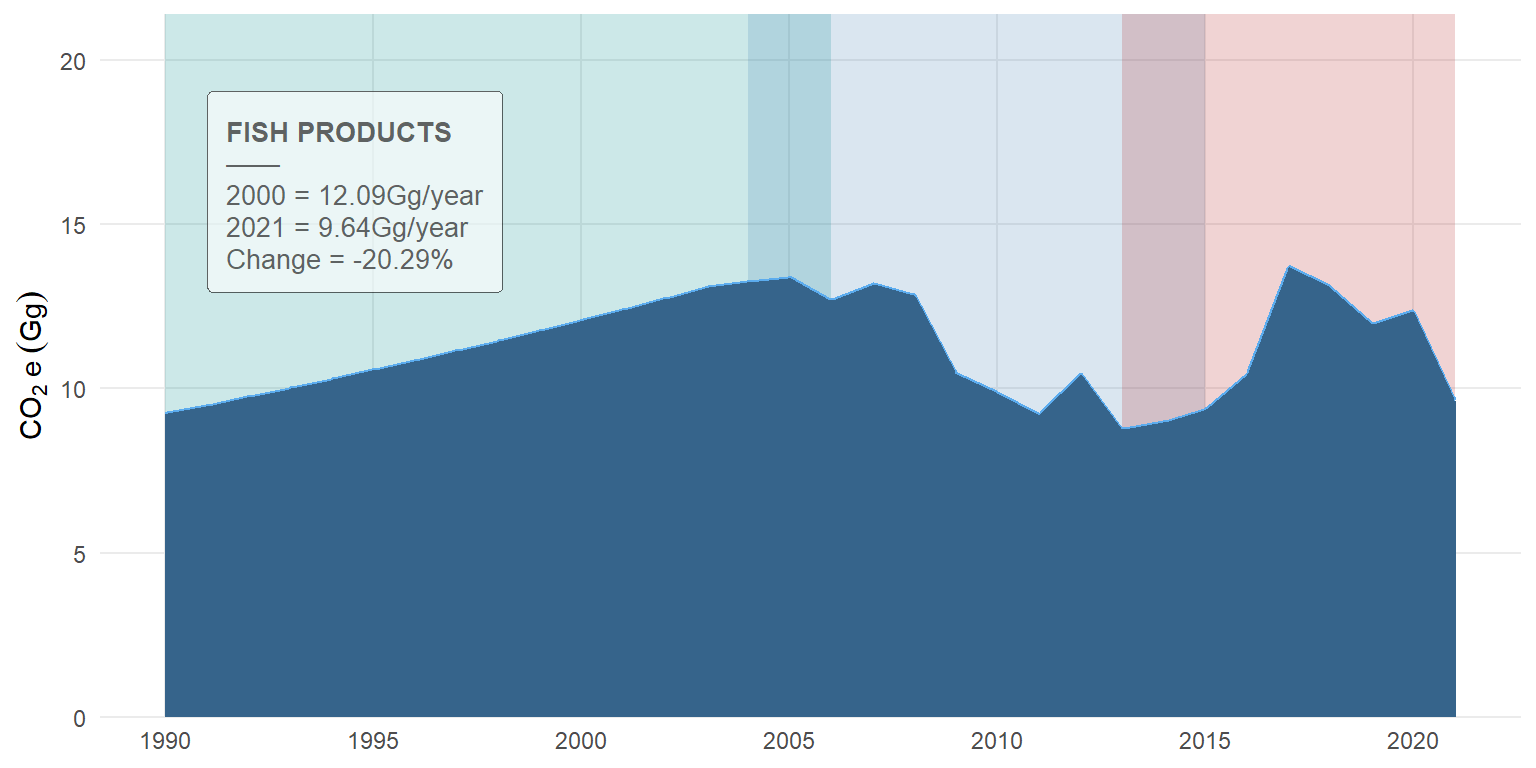 20
15
10
5
0
CO₂ e (Gg)
FISH PRODUCTS
2000 = 12.09Gg/year
2021 = 9.64Gg/year
Change = -20.29%
1990 1995 2000 2005 2010 2015 2020